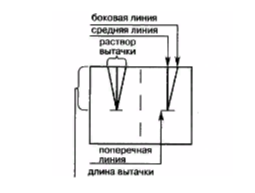 боковая линия
средняя линия
раствор
вытачки
поперечная
линия
длина вытачки